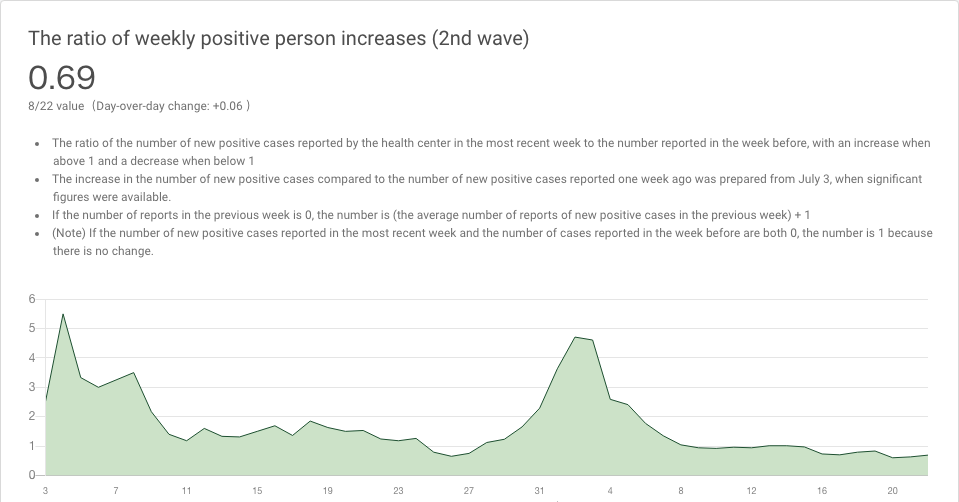 The ratio of weekly positive person increases (2nd wave)
0.69
8/22 value （Day-over-day change: +0.06 ）
• The ratio of the number of new positive cases reported by the health center in the most recent week to the number reported in the week before, with an increase when
above 1 and a decrease when below 1
• The increase in the number of new positive cases compared to the number of new positive cases reported one week ago was prepared from July 3, when significant
figures were available.
• If the number of reports in the previous week is 0, the number is (the average number of reports of new positive cases in the previous week) + 1
• (Note) If the number of new positive cases reported in the most recent week and the number of cases reported in the week before are both 0, the number is 1 because
there is no change.
6
5
4
3
2
1
0
3 7 11 15 19 23 27 31 4 8 12 16 20